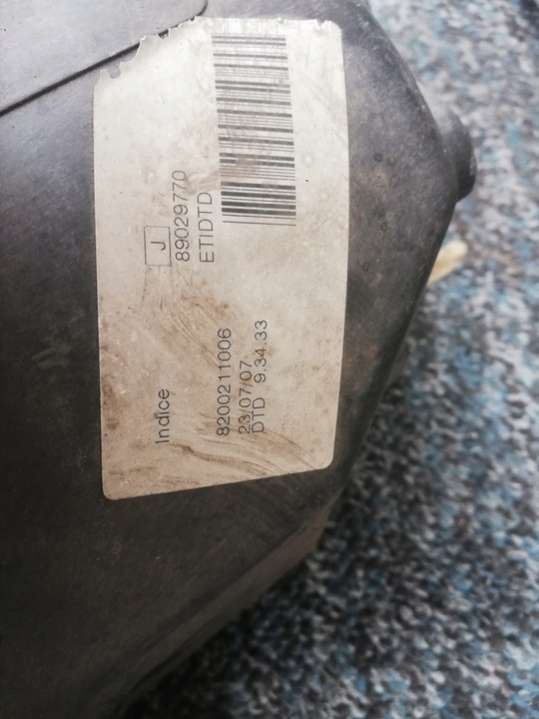 Indice J
8200211006 89029770
23/07/07 ETIDTD
DTD 9.34.33